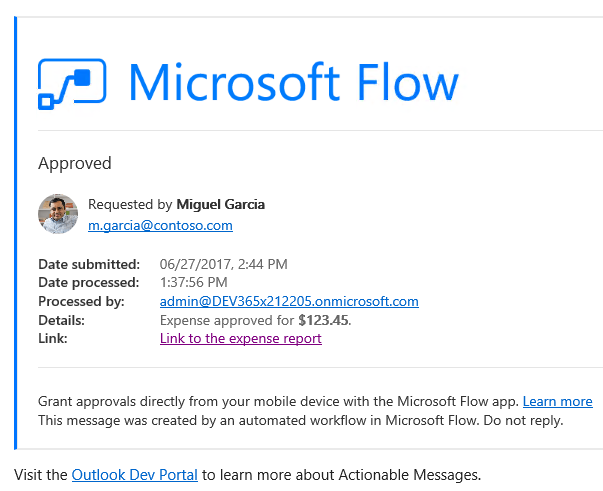 Microsoft Flow
Approved
Requested by Miguel Garcia
m.garcia@contoso.com
Date submitted: 06/27/2017, 2:44 PM
Date processed: 1:37:56 PM
Processed by: admin@DEV365x212205.onmicrosoft.com
Details: Expense approved for $123.45.
Link: Link to the expense report
Grant approvals directly from your mobile device with the Microsoft Flow app. Learn more
This message was created by an automated workflow in Microsoft Flow. Do not reply.
Visit the Outlook Dev Portal to learn more about Actionable Messages.